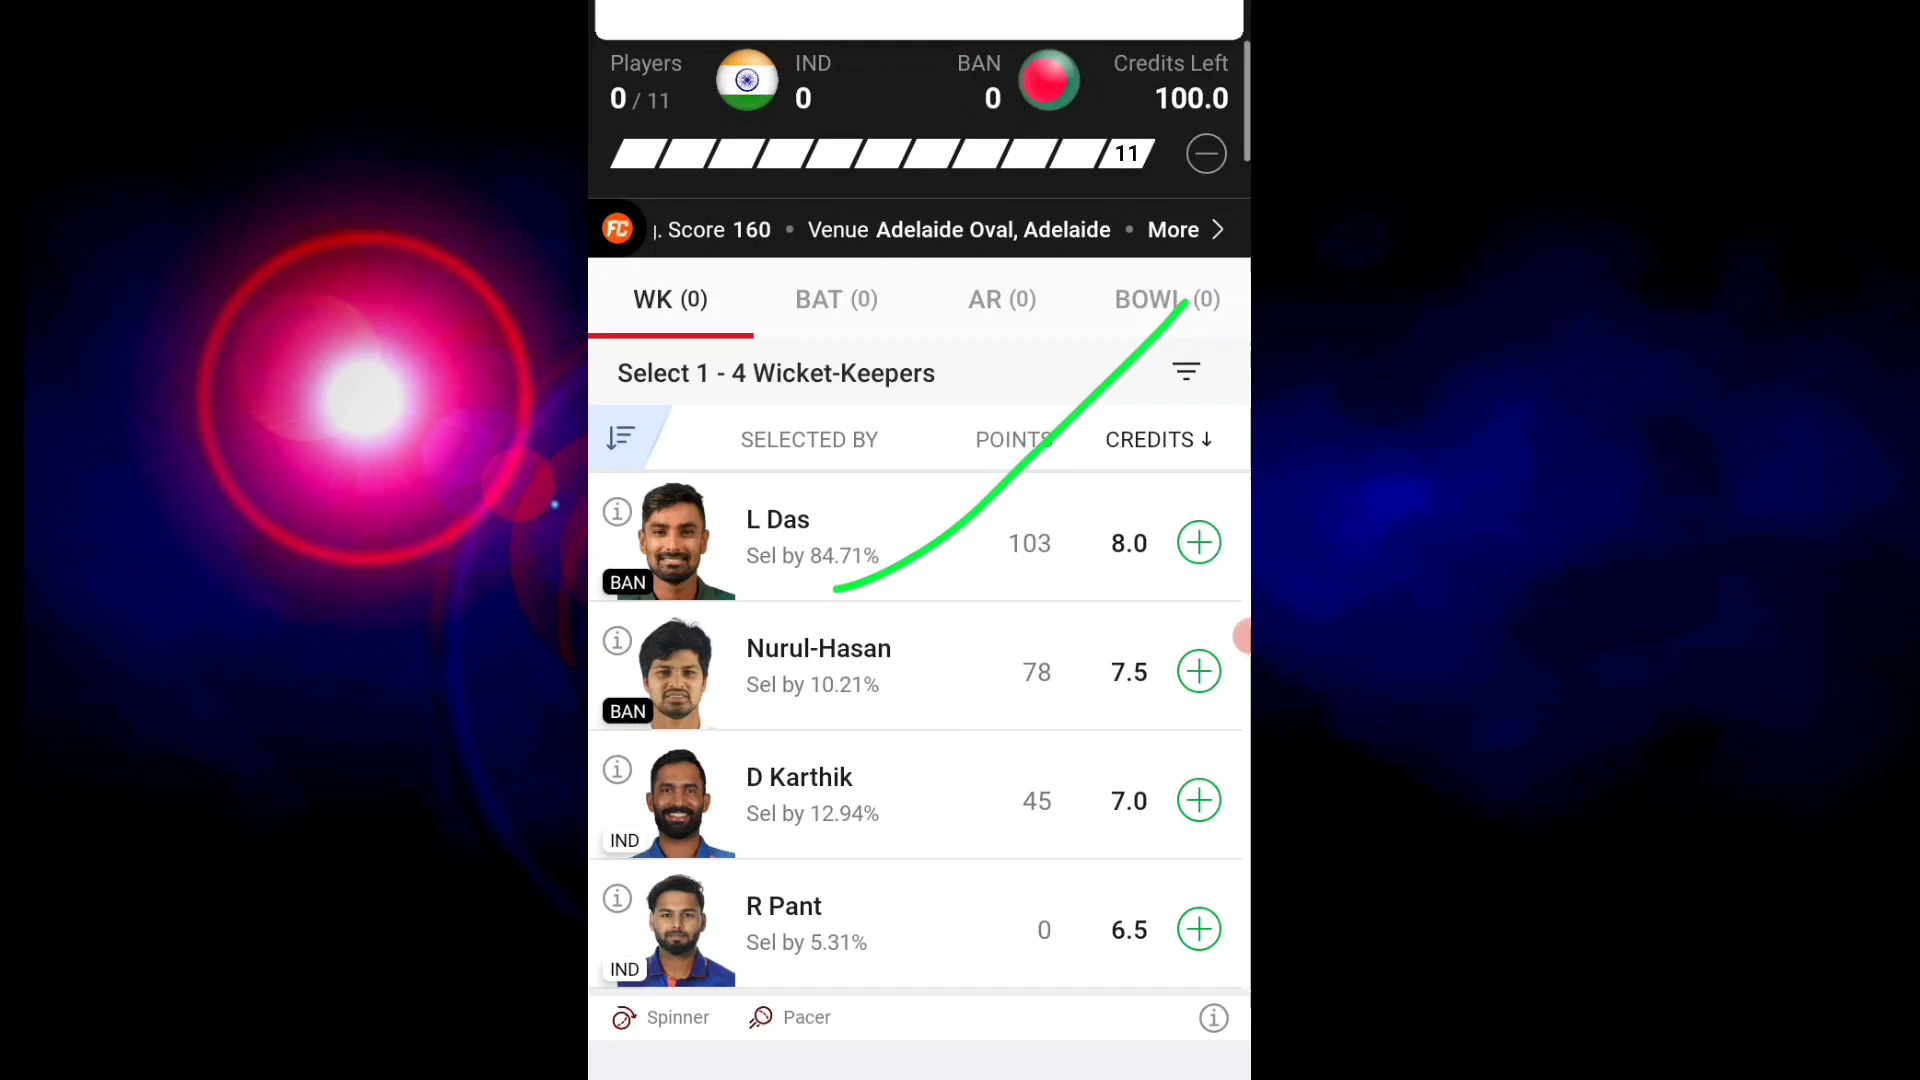 Players IND BAN Credits Left
0 / 11 0 0 100.0
11
FC . Score 160 • Venue Adelaide Oval, Adelaide • More
WK (0) BAT (0) AR (0) BOWL (0)
Select 1 - 4 Wicket-Keepers
SELECTED BY POINTS CREDITS ↓
L Das
Sel by 84.71% 103 8.0
BAN
Nurul-Hasan
Sel by 10.21% 78 7.5
BAN
D Karthik
Sel by 12.94% 45 7.0
IND
R Pant
Sel by 5.31% 0 6.5
IND
Spinner Pacer